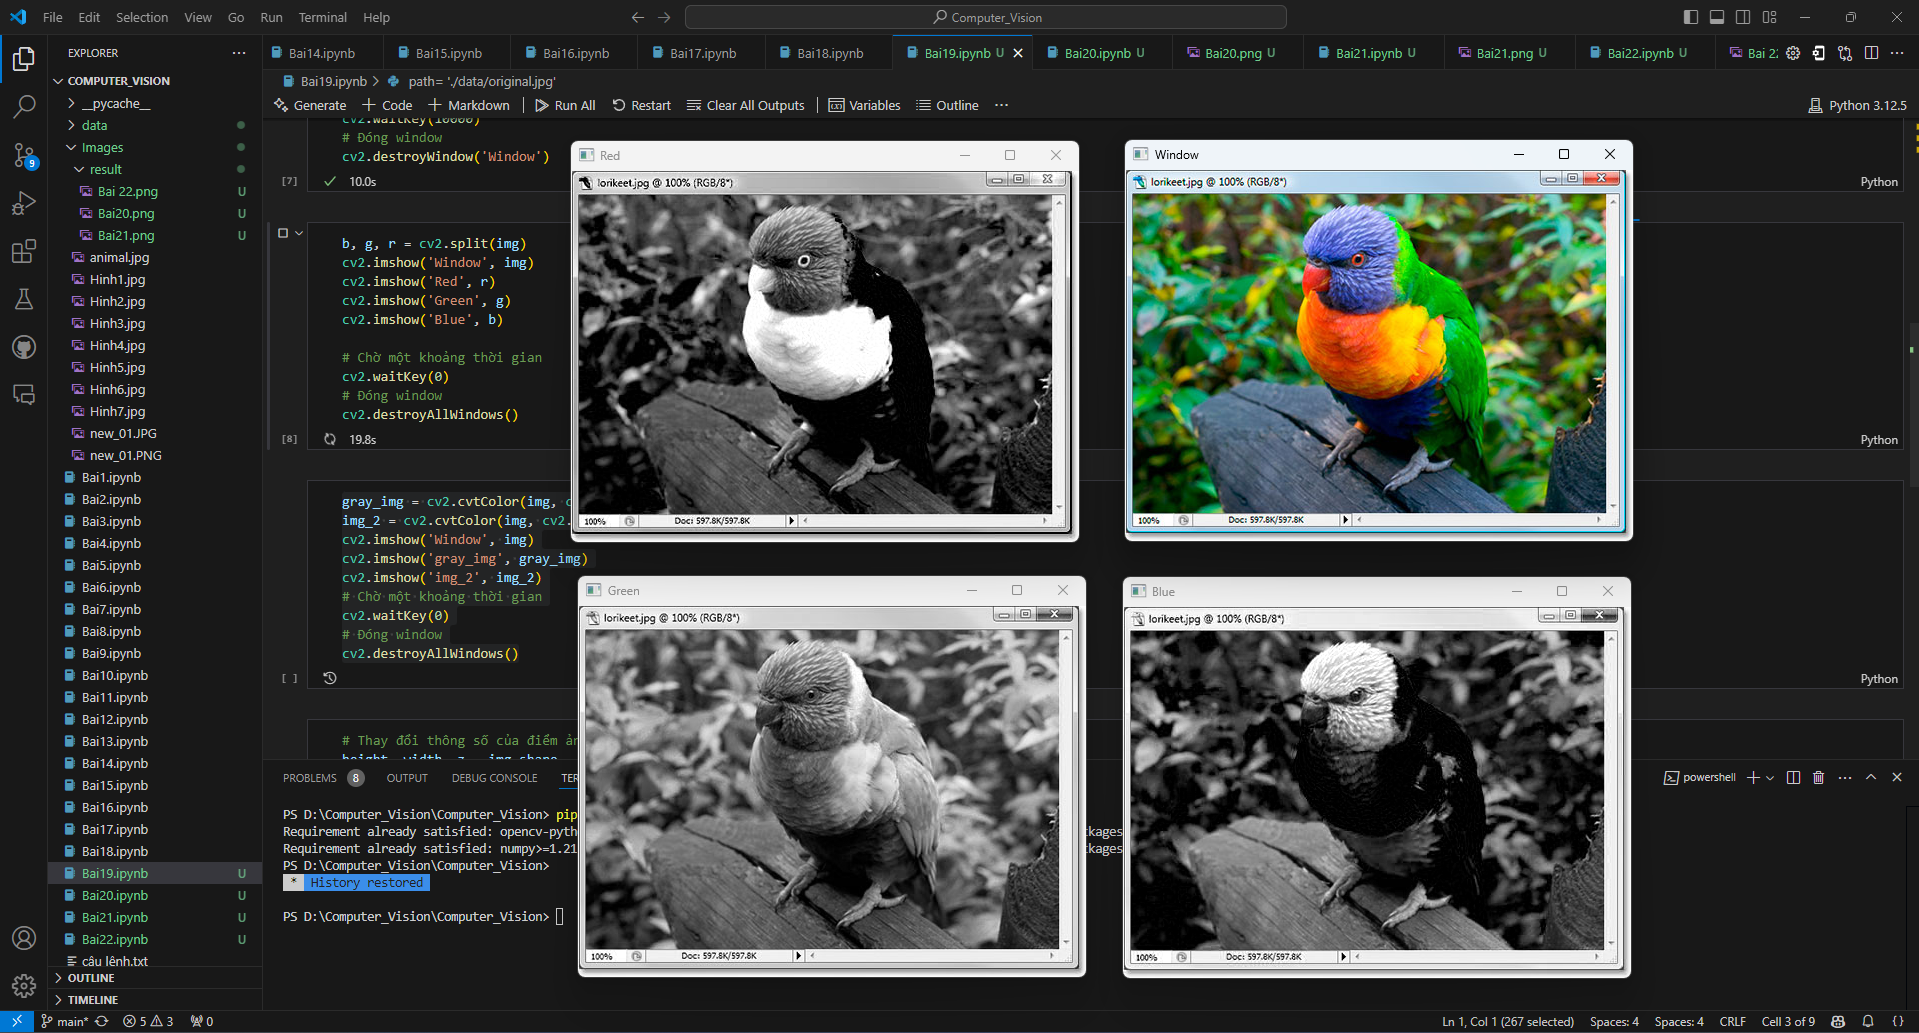 File Edit Selection View Go Run Terminal Help
Computer_Vision
EXPLORER
COMPUTER_VISION
__pycache__
data
Images
result
Bai 22.png U
Bai20.png U
Bai21.png U
animal.jpg
Hinh1.jpg
Hinh2.jpg
Hinh3.jpg
Hinh4.jpg
Hinh5.jpg
Hinh6.jpg
Hinh7.jpg
new_01.JPG
new_01.PNG
Bai1.ipynb
Bai2.ipynb
Bai3.ipynb
Bai4.ipynb
Bai5.ipynb
Bai6.ipynb
Bai7.ipynb
Bai8.ipynb
Bai9.ipynb
Bai10.ipynb
Bai11.ipynb
Bai12.ipynb
Bai13.ipynb
Bai14.ipynb
Bai15.ipynb
Bai16.ipynb
Bai17.ipynb
Bai18.ipynb
Bai19.ipynb U
Bai20.ipynb U
Bai21.ipynb U
Bai22.ipynb U
câu lệnh.txt
OUTLINE
TIMELINE
9
Bai14.ipynb Bai15.ipynb Bai16.ipynb Bai17.ipynb Bai18.ipynb Bai19.ipynb U Bai20.ipynb U Bai20.png U Bai21.ipynb U Bai21.png U Bai22.ipynb U Bai 22
Bai19.ipynb > path= './data/original.jpg'
Generate + Code + Markdown Run All Restart Clear All Outputs Variables Outline ... Python 3.12.5
cv2.waitKey(10000)
# Đóng window
cv2.destroyWindow('Window')
[7] 10.0s Python
b, g, r = cv2.split(img)
cv2.imshow('Window', img)
cv2.imshow('Red', r)
cv2.imshow('Green', g)
cv2.imshow('Blue', b)
# Chờ một khoảng thời gian
cv2.waitKey(0)
# Đóng window
cv2.destroyAllWindows()
[8] 19.8s Python
gray_img = cv2.cvtColor(img,
img_2 = cv2.cvtColor(img, cv2.
cv2.imshow('Window', img)
cv2.imshow('gray_img', gray_img)
cv2.imshow('img_2', img_2)
# Chờ một khoảng thời gian
cv2.waitKey(0)
# Đóng window
cv2.destroyAllWindows()
[ ] Python
# Thay đổi thông số của điểm
height, width, = img.shape
Red
lorikeet.jpg @ 100% (RGB/8*)
100% Doc: 597.8K/597.8K
Window
lorikeet.jpg @ 100% (RGB/8*)
100% Doc: 597.8K/597.8K
Green
lorikeet.jpg @ 100% (RGB/8*)
100% Doc: 597.8K/597.8K
Blue
lorikeet.jpg @ 100% (RGB/8*)
100% Doc: 597.8K/597.8K
PROBLEMS 8 OUTPUT DEBUG CONSOLE TER
powershell
PS D:\Computer_Vision\Computer_Vision> pip
Requirement already satisfied: opencv-pyth ckages
Requirement already satisfied: numpy>=1.21 ckages
PS D:\Computer_Vision\Computer_Vision>
* History restored
PS D:\Computer_Vision\Computer_Vision>
main* 5 3 0
Ln 1, Col 1 (267 selected) Spaces: 4 Spaces: 4 CRLF Cell 3 of 9